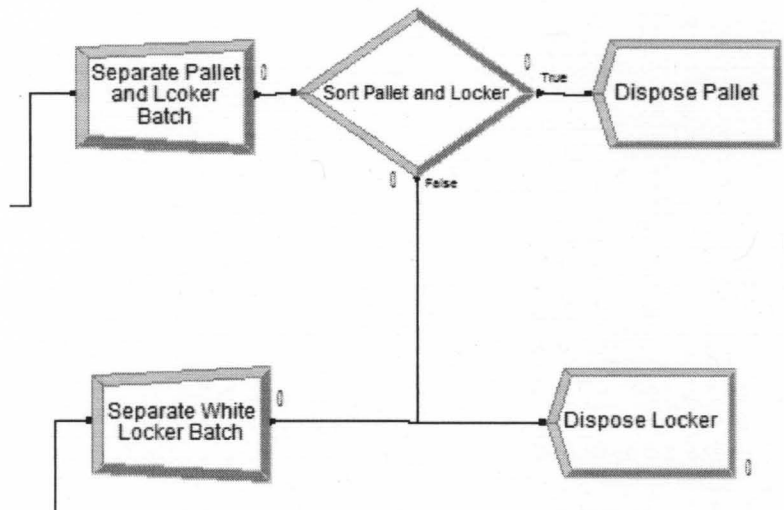 Separate Pallet
and Lcoker
Batch
0
Sort Pallet and Locker
0
True
Dispose Pallet
0
False
Separate White
Locker Batch
0
Dispose Locker
0